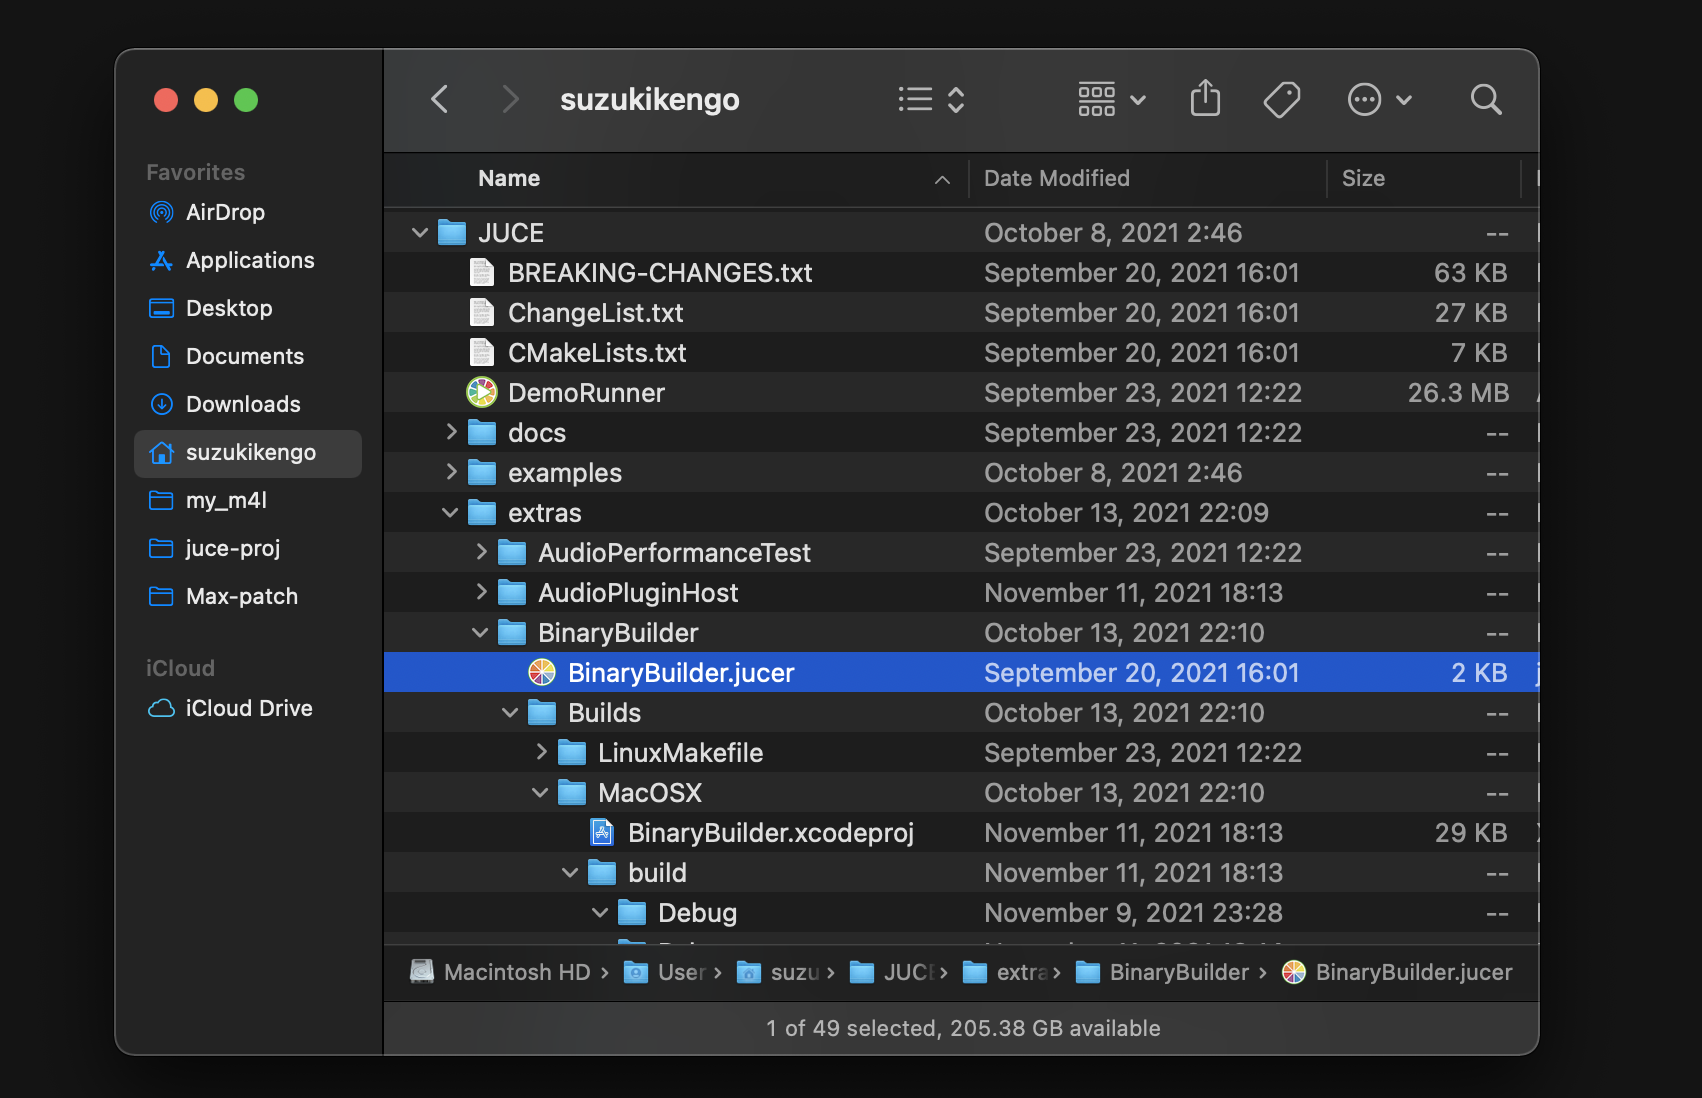 suzukikengo
Favorites
AirDrop
Applications
Desktop
Documents
Downloads
suzukikengo
my_m4l
juce-proj
Max-patch
iCloud
iCloud Drive
Name Date Modified Size
JUCE October 8, 2021 2:46 --
BREAKING-CHANGES.txt September 20, 2021 16:01 63 KB
ChangeList.txt September 20, 2021 16:01 27 KB
CMakeLists.txt September 20, 2021 16:01 7 KB
DemoRunner September 23, 2021 12:22 26.3 MB
docs September 23, 2021 12:22 --
examples October 8, 2021 2:46 --
extras October 13, 2021 22:09 --
AudioPerformanceTest September 23, 2021 12:22 --
AudioPluginHost November 11, 2021 18:13 --
BinaryBuilder October 13, 2021 22:10 --
BinaryBuilder.jucer September 20, 2021 16:01 2 KB
Builds October 13, 2021 22:10 --
LinuxMakefile September 23, 2021 12:22 --
MacOSX October 13, 2021 22:10 --
BinaryBuilder.xcodeproj November 11, 2021 18:13 29 KB
build November 11, 2021 18:13 --
Debug November 9, 2021 23:28 --
Macintosh HD › User › suzu › JUCE › extra › BinaryBuilder › BinaryBuilder.jucer
1 of 49 selected, 205.38 GB available